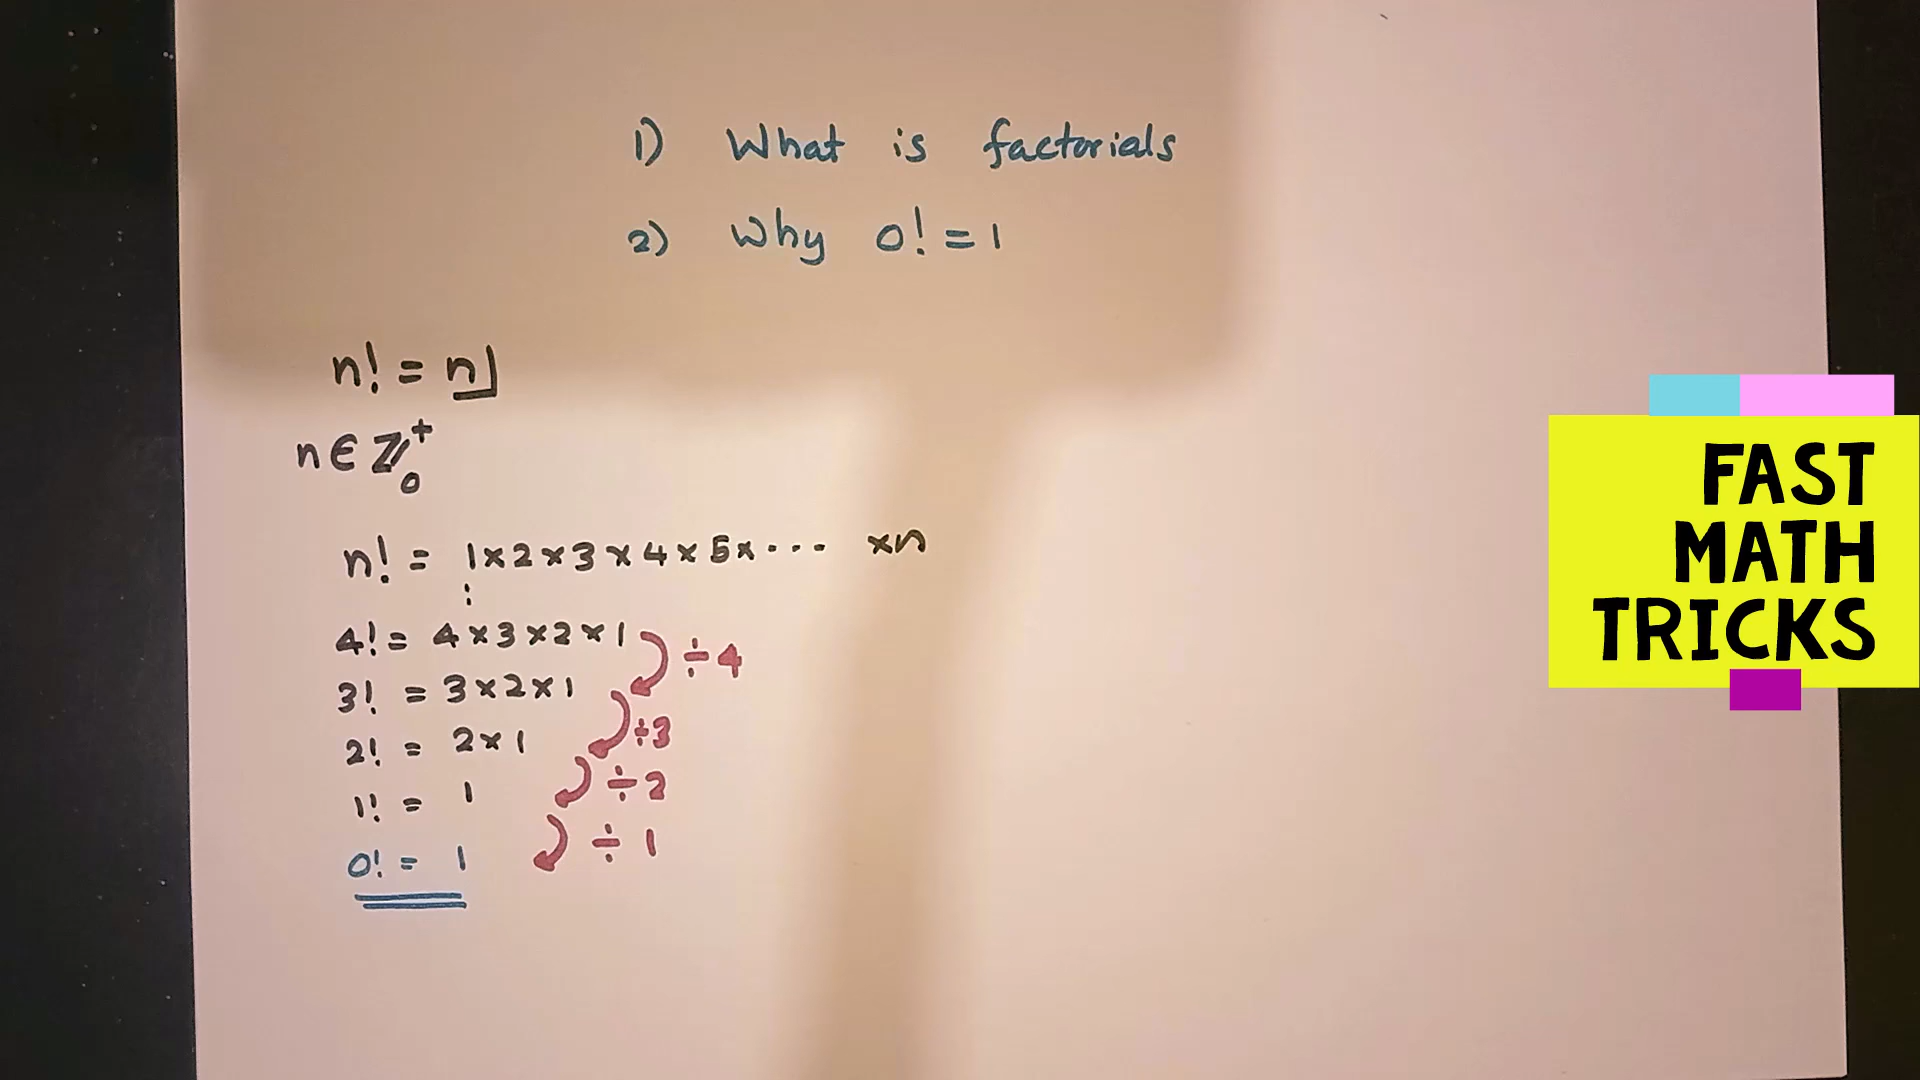 1) What is factorials
2) Why 0! = 1
n! = n⌋
n ∈ ℤ⁺₀
n! = 1×2×3×4×5×··· ×n
:
4! = 4×3×2×1
÷4
3! = 3×2×1
÷3
2! = 2×1
÷2
1! = 1
÷ 1
0! = 1
FAST
MATH
TRICKS